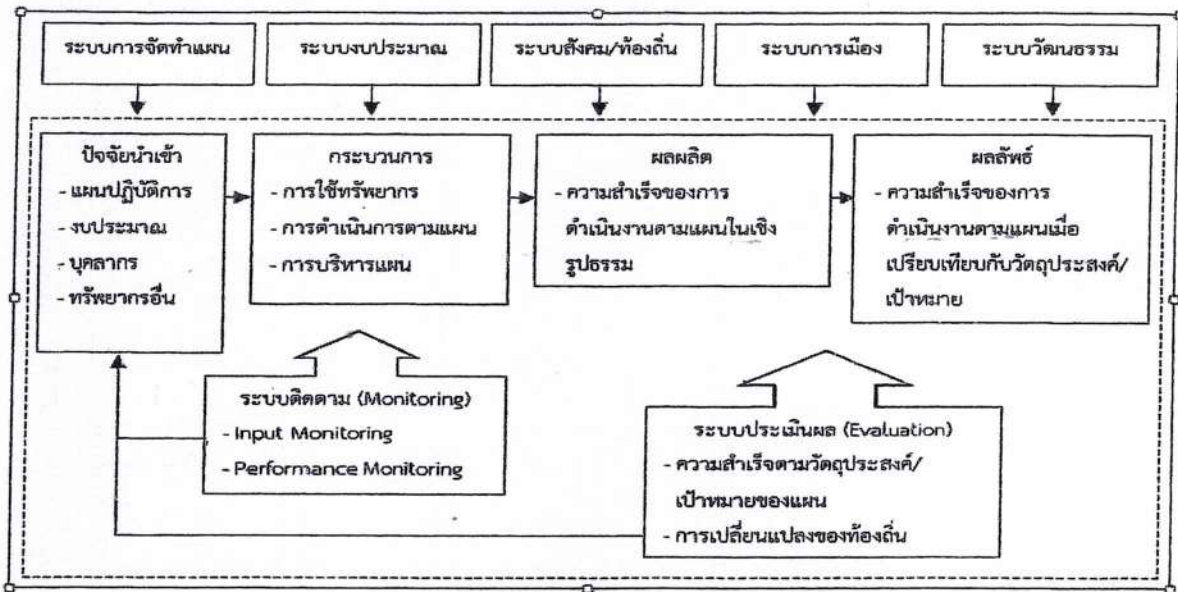 ระบบการจัดทำแผน
ระบบงบประมาณ
ระบบสังคม/ท้องถิ่น
ระบบการเมือง
ระบบวัฒนธรรม
ปัจจัยนำเข้า
- แผนปฏิบัติการ
- งบประมาณ
- บุคลากร
- ทรัพยากรอื่น
กระบวนการ
- การใช้ทรัพยากร
- การดำเนินการตามแผน
- การบริหารแผน
ผลผลิต
- ความสำเร็จของการ
ดำเนินงานตามแผนในเชิง
รูปธรรม
ผลลัพธ์
- ความสำเร็จของการ
ดำเนินงานตามแผนเมื่อ
เปรียบเทียบกับวัตถุประสงค์/
เป้าหมาย
ระบบติดตาม (Monitoring)
- Input Monitoring
- Performance Monitoring
ระบบประเมินผล (Evaluation)
- ความสำเร็จตามวัตถุประสงค์/
เป้าหมายของแผน
- การเปลี่ยนแปลงของท้องถิ่น